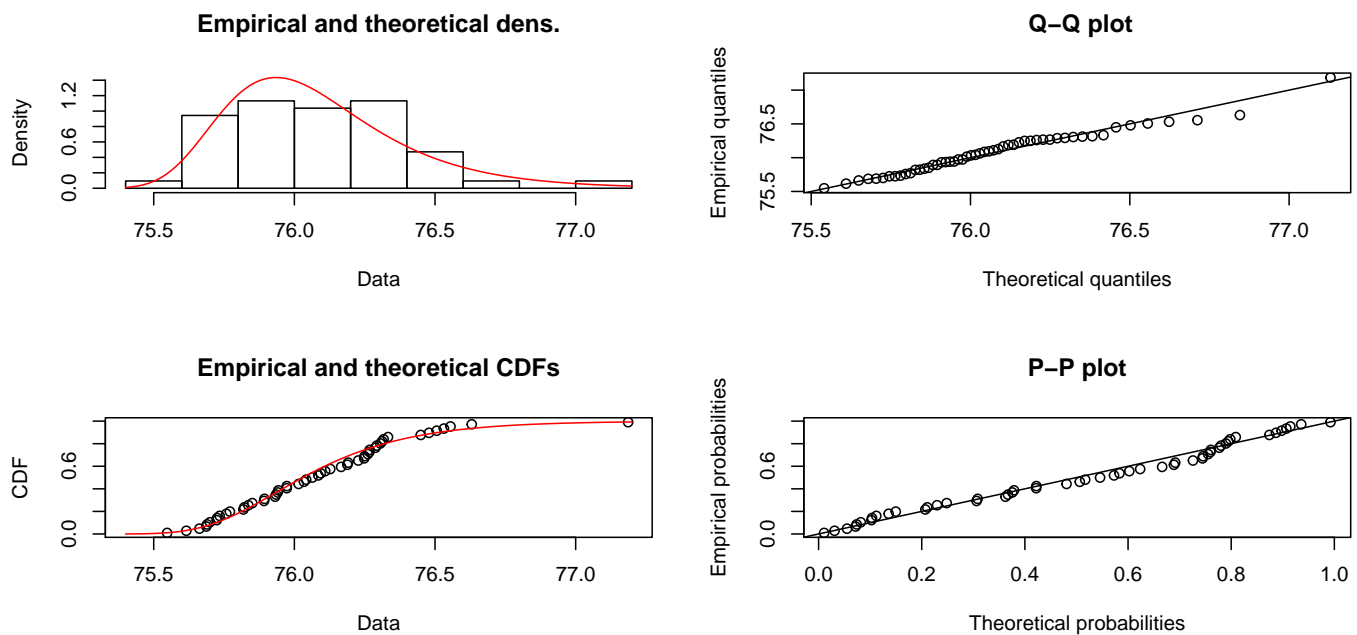 Empirical and theoretical dens.
Density
0.0 0.6 1.2
75.5 76.0 76.5 77.0
Data
Q−Q plot
Empirical quantiles
75.5 76.5
75.5 76.0 76.5 77.0
Theoretical quantiles
Empirical and theoretical CDFs
CDF
0.0 0.6
75.5 76.0 76.5 77.0
Data
P−P plot
Empirical probabilities
0.0 0.6
0.0 0.2 0.4 0.6 0.8 1.0
Theoretical probabilities